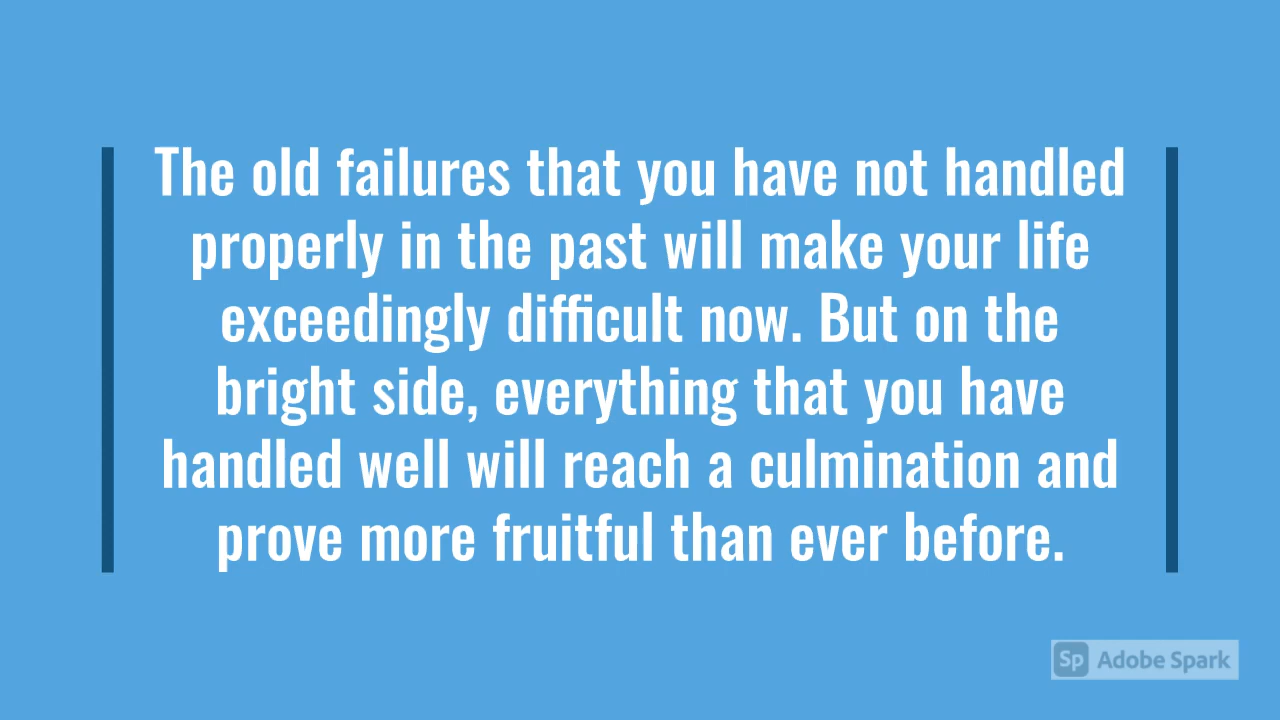 The old failures that you have not handled
properly in the past will make your life
exceedingly difficult now. But on the
bright side, everything that you have
handled well will reach a culmination and
prove more fruitful than ever before.
Sp Adobe Spark